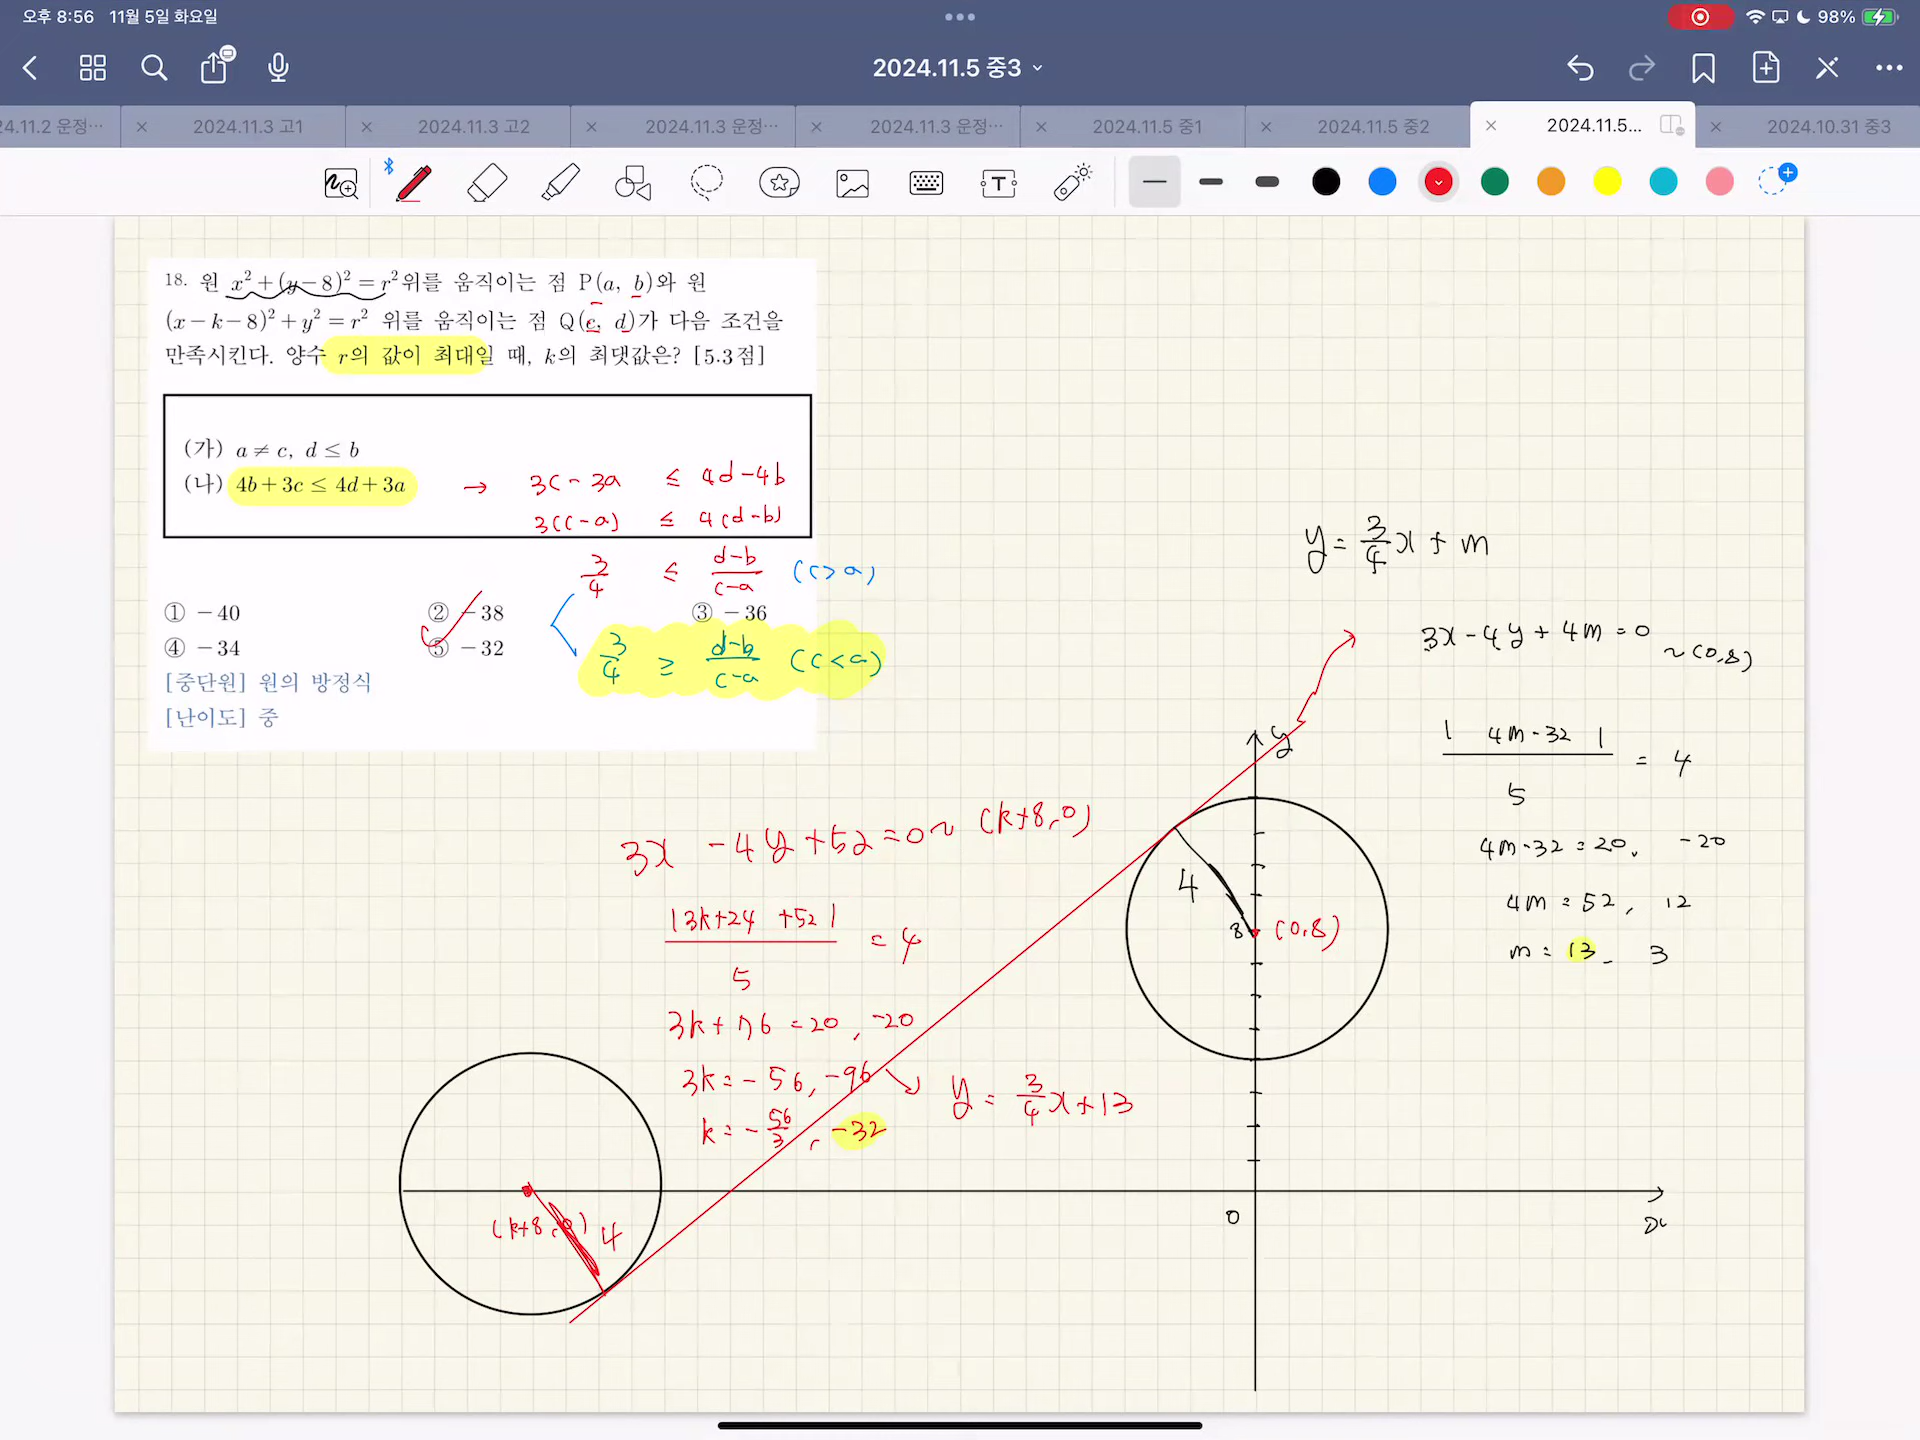 오후 8:56 11월 5일 화요일
98%
2024.11.5 중3
24.11.2 운정…
2024.11.3 고1
2024.11.3 고2
2024.11.3 운정…
2024.11.3 운정…
2024.11.5 중1
2024.11.5 중2
2024.11.5...
2024.10.31 중3
18. 원 x²+(y−8)²=r²위를 움직이는 점 P(a, b)와 원
(x−k−8)²+y²=r² 위를 움직이는 점 Q(c, d)가 다음 조건을
만족시킨다. 양수 r의 값이 최대일 때, k의 최댓값은? [5.3점]
(가) a≠c, d≤b
(나) 4b+3c≤4d+3a → 3c-3a ≤ 4d-4b
3(c-a) ≤ 4(d-b)
3/4 ≤ (d-b)/(c-a) (c>a)
3/4 ≥ (d-b)/(c-a) (c<a)
① −40 ② −38 ③ −36
④ −34 ⑤ −32
[중단원] 원의 방정식
[난이도] 중
y= 3/4 x + m
3x-4y+4m=0 ~(0,8)
|4m-32|/5 = 4
4m-32=20, -20
4m=52, 12
m=13, 3
3x-4y+52=0~(k+8,0)
|3k+24+52|/5 = 4
3k+76=20, -20
3k=-56, -96
k=-56/3, -32
y= 3/4 x+13
y
4
8
(0,8)
(k+8,0) 4
0
x